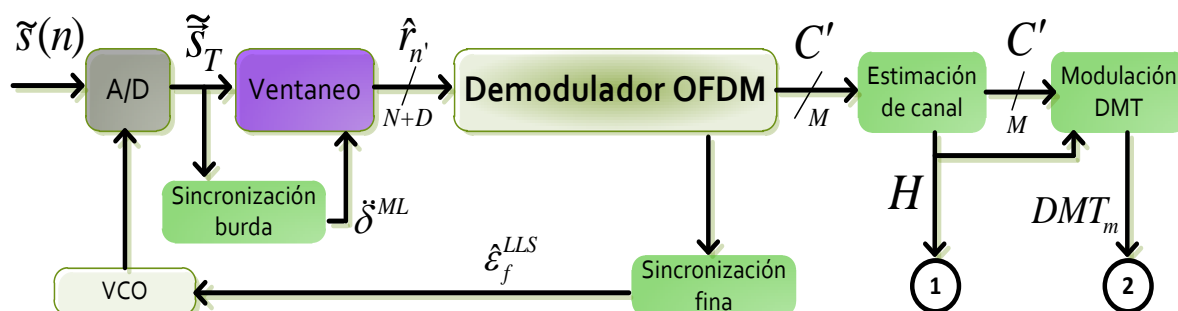 s̃(n)
A/D
s̃⃗_T
Ventaneo
r̂_n'
N+D
Demodulador OFDM
C'
M
Estimación
de canal
C'
M
Modulación
DMT
Sincronización
burda
δ̈^ML
H
DMT_m
VCO
ε̂_f^LLS
Sincronización
fina
1
2